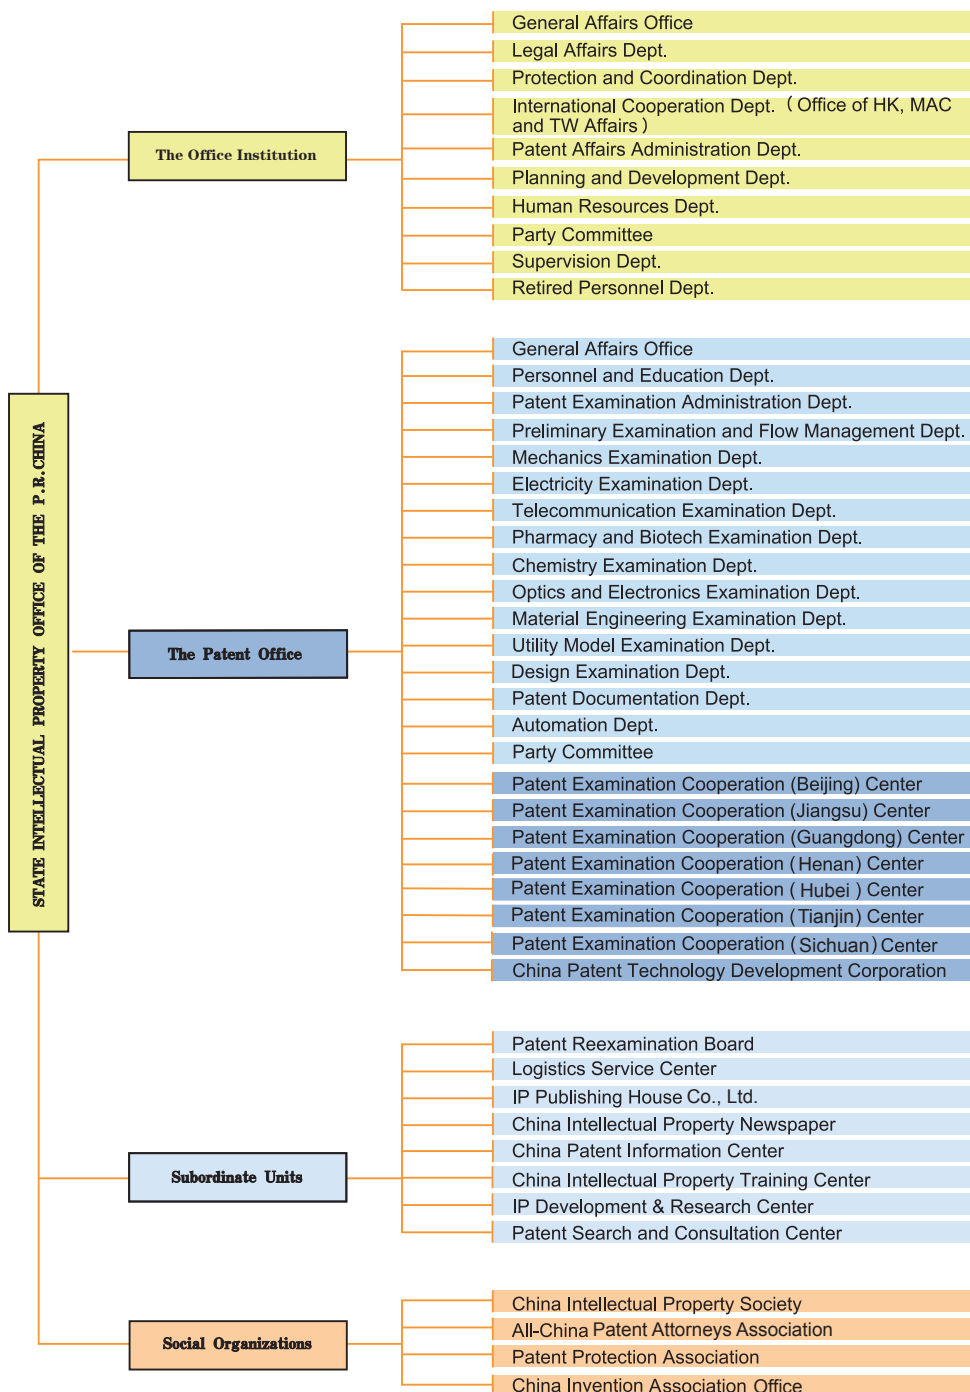 STATE INTELLECTUAL PROPERTY OFFICE OF THE P.R.CHINA
The Office Institution
General Affairs Office
Legal Affairs Dept.
Protection and Coordination Dept.
International Cooperation Dept. ( Office of HK, MAC
and TW Affairs )
Patent Affairs Administration Dept.
Planning and Development Dept.
Human Resources Dept.
Party Committee
Supervision Dept.
Retired Personnel Dept.
The Patent Office
General Affairs Office
Personnel and Education Dept.
Patent Examination Administration Dept.
Preliminary Examination and Flow Management Dept.
Mechanics Examination Dept.
Electricity Examination Dept.
Telecommunication Examination Dept.
Pharmacy and Biotech Examination Dept.
Chemistry Examination Dept.
Optics and Electronics Examination Dept.
Material Engineering Examination Dept.
Utility Model Examination Dept.
Design Examination Dept.
Patent Documentation Dept.
Automation Dept.
Party Committee
Patent Examination Cooperation (Beijing) Center
Patent Examination Cooperation (Jiangsu) Center
Patent Examination Cooperation (Guangdong) Center
Patent Examination Cooperation (Henan) Center
Patent Examination Cooperation ( Hubei ) Center
Patent Examination Cooperation (Tianjin) Center
Patent Examination Cooperation (Sichuan) Center
China Patent Technology Development Corporation
Subordinate Units
Patent Reexamination Board
Logistics Service Center
IP Publishing House Co., Ltd.
China Intellectual Property Newspaper
China Patent Information Center
China Intellectual Property Training Center
IP Development & Research Center
Patent Search and Consultation Center
Social Organizations
China Intellectual Property Society
All-China Patent Attorneys Association
Patent Protection Association
China Invention Association Office